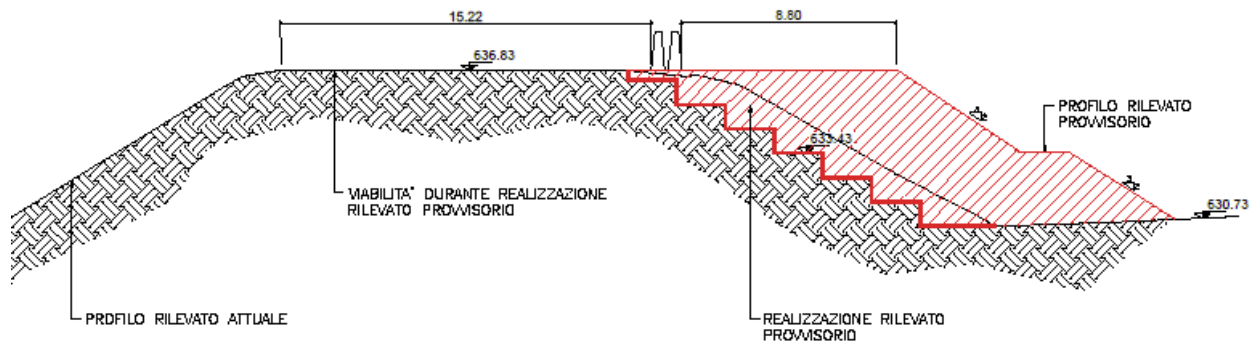 15.22
8.80
636.83
PROFILO RILEVATO
PROVVISORIO
633.43
VIABILITA' DURANTE REALIZZAZIONE
RILEVATO PROVVISORIO
630.73
PROFILO RILEVATO ATTUALE
REALIZZAZIONE RILEVATO
PROVVISORIO